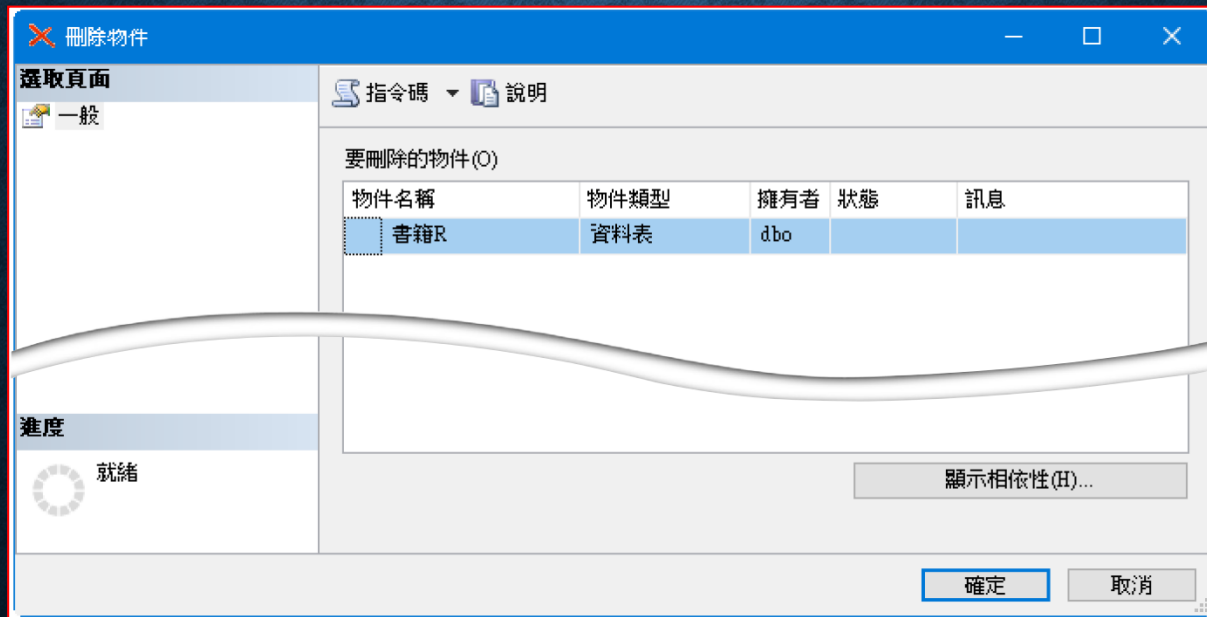 刪除物件
選取頁面
一般
指令碼 說明
要刪除的物件(O)
物件名稱 物件類型 擁有者 狀態 訊息
書籍R 資料表 dbo
進度
就緒
顯示相依性(H)...
確定 取消